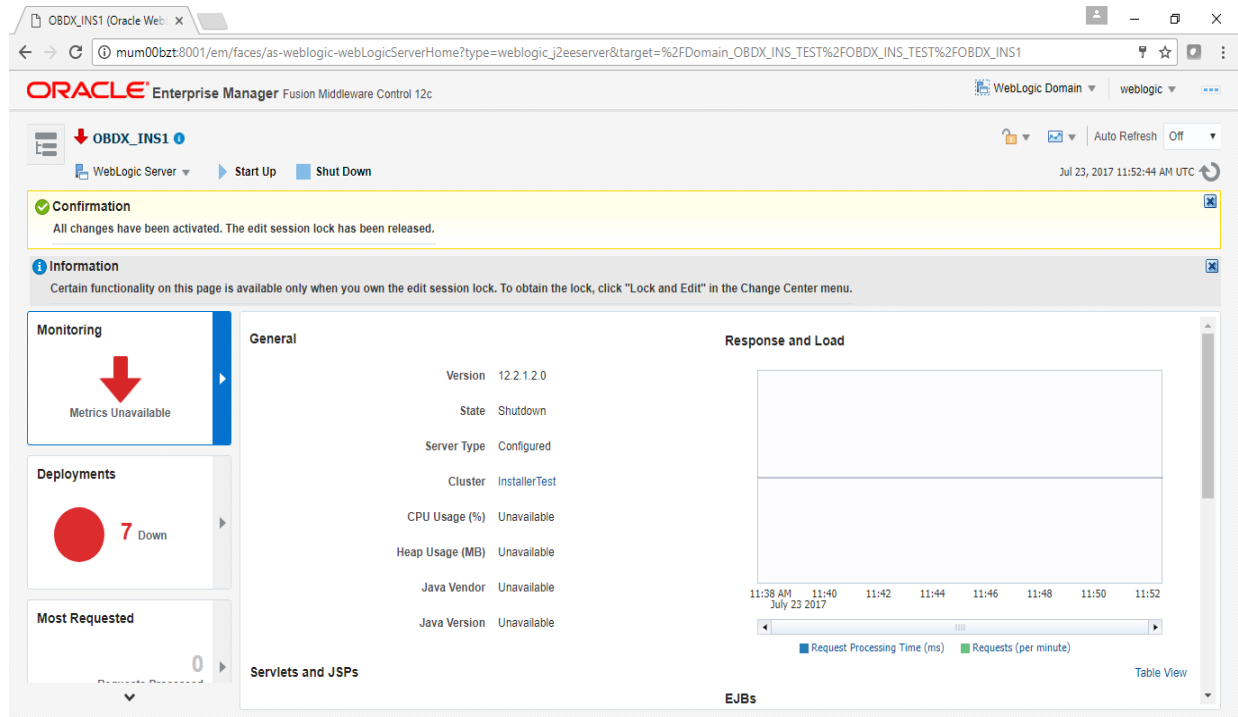 OBDX_INS1 (Oracle Web
mum00bzt:8001/em/faces/as-weblogic-webLogicServerHome?type=weblogic_j2eeserver&target=%2FDomain_OBDX_INS_TEST%2FOBDX_INS_TEST%2FOBDX_INS1
ORACLE Enterprise Manager Fusion Middleware Control 12c
WebLogic Domain
weblogic
OBDX_INS1
Auto Refresh Off
WebLogic Server
Start Up
Shut Down
Jul 23, 2017 11:52:44 AM UTC
Confirmation
All changes have been activated. The edit session lock has been released.
Information
Certain functionality on this page is available only when you own the edit session lock. To obtain the lock, click "Lock and Edit" in the Change Center menu.
Monitoring
Metrics Unavailable
Deployments
7 Down
Most Requested
0
Requests Processed
General
Version 12.2.1.2.0
State Shutdown
Server Type Configured
Cluster InstallerTest
CPU Usage (%) Unavailable
Heap Usage (MB) Unavailable
Java Vendor Unavailable
Java Version Unavailable
Servlets and JSPs
Response and Load
11:38 AM 11:40 11:42 11:44 11:46 11:48 11:50 11:52
July 23 2017
Request Processing Time (ms) Requests (per minute)
Table View
EJBs